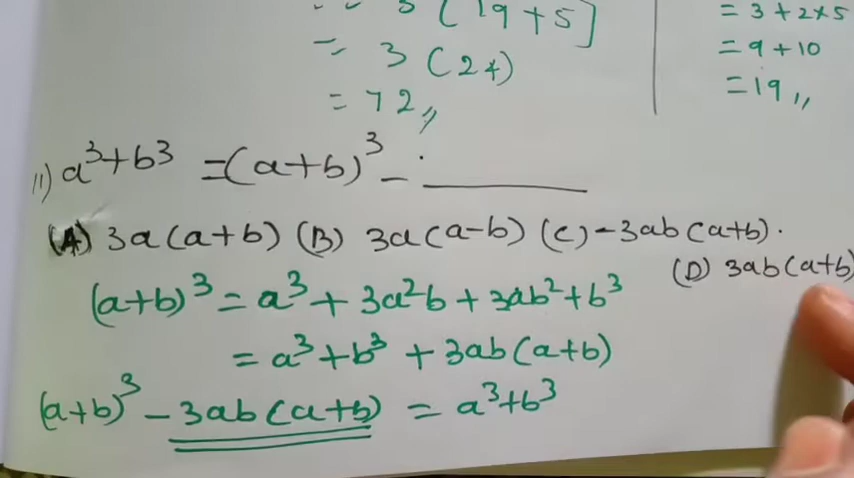 3 (19+5]
= 3 (24)
= 72,,
= 3 + 2×5
= 9 + 10
= 19,,
11) a³+b³ = (a+b)³ - ________
(A) 3a(a+b) (B) 3a(a-b) (C) -3ab(a+b).
(D) 3ab(a+b)
(a+b)³ = a³ + 3a²b + 3ab² + b³
= a³+b³ + 3ab(a+b)
(a+b)³ - 3ab(a+b) = a³+b³